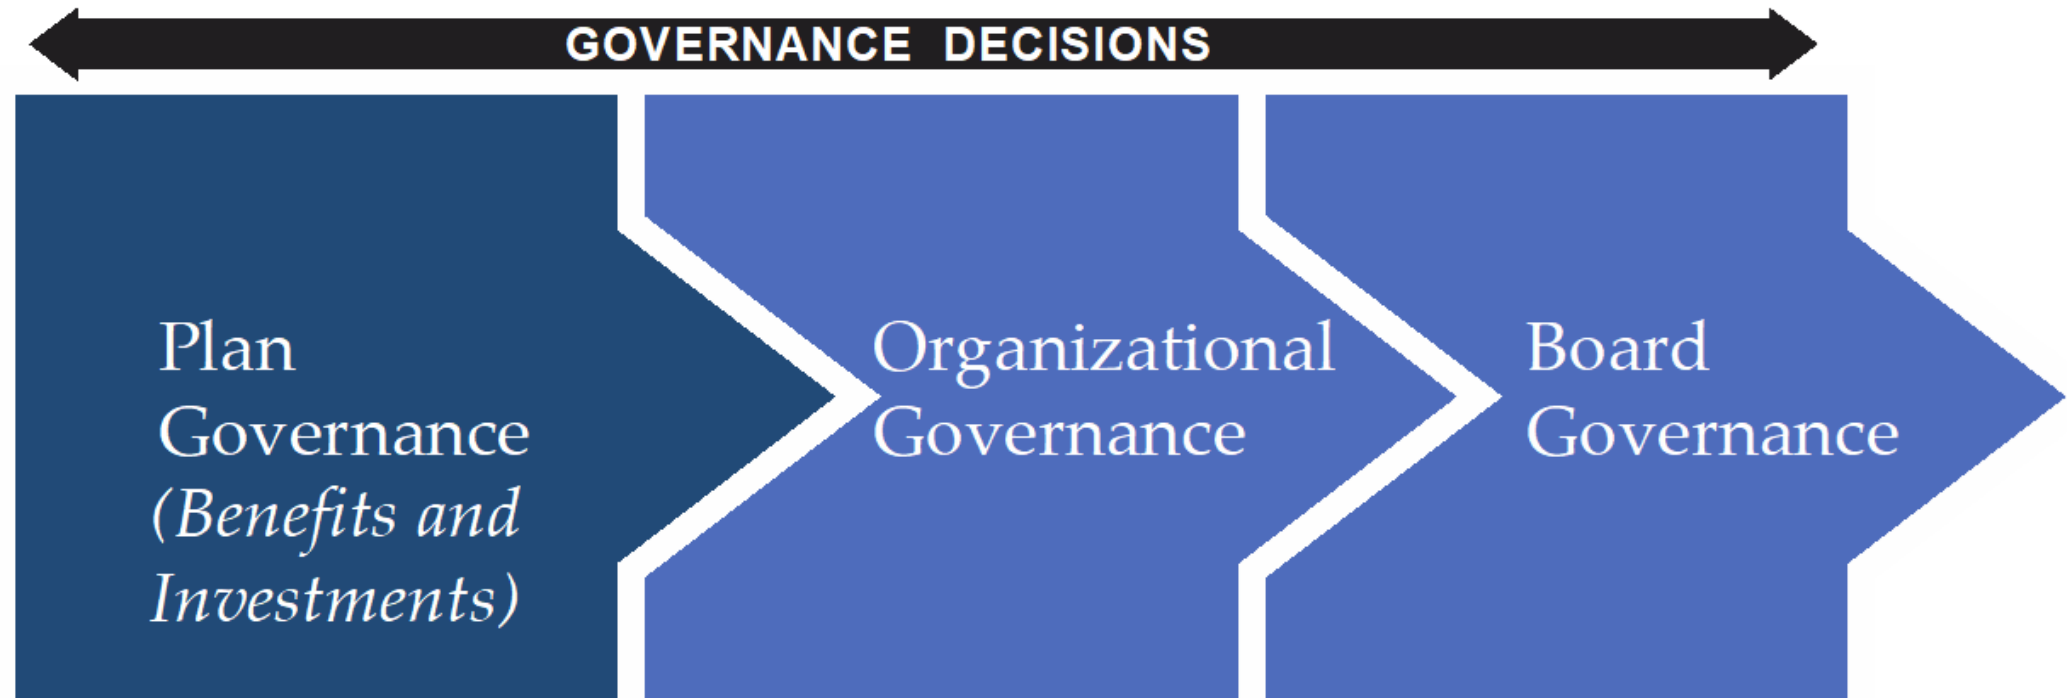 GOVERNANCE DECISIONS
Plan
Governance
(Benefits and
Investments)
Organizational
Governance
Board
Governance